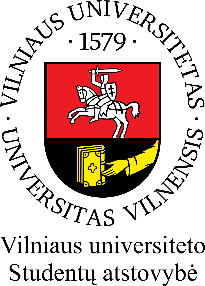 VILNIAUS UNIVERSITETAS
· 1579 ·
· UNIVERSITAS VILNENSIS ·
Vilniaus universiteto
Studentų atstovybė